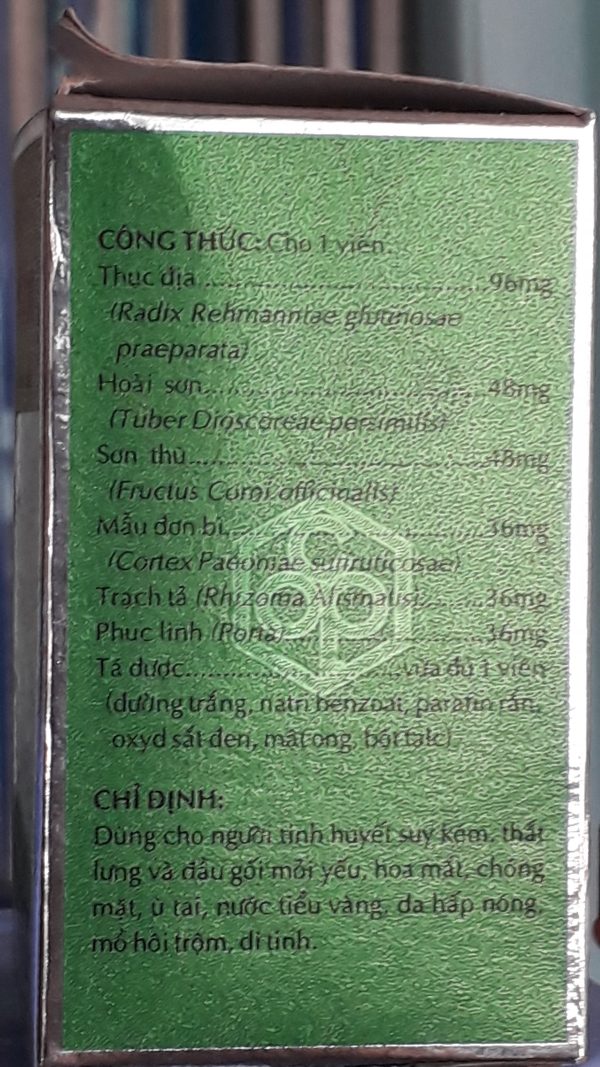 CÔNG THỨC: Cho 1 viên.
Thục địa..............................96mg
(Radix Rehmanniae glutinosae
praeparata)
Hoài sơn..............................48mg
(Tuber Dioscoreae persimilis)
Sơn thù..............................48mg
(Fructus Corni officinalis)
Mẫu đơn bì..............................36mg
(Cortex Paeoniae suffruticosae)
Trạch tả (Rhizoma Alismatis)..........36mg
Phục linh (Poria)....................36mg
Tá dược....................vừa đủ 1 viên
(đường trắng, natri benzoat, parafin rắn,
oxyd sắt đen, mật ong, bột talc)
CHỈ ĐỊNH:
Dùng cho người tinh huyết suy kém, thắt
lưng và đầu gối mỏi yếu, hoa mắt, chóng
mặt, ù tai, nước tiểu vàng, da hấp nóng,
mồ hôi trộm, di tinh.